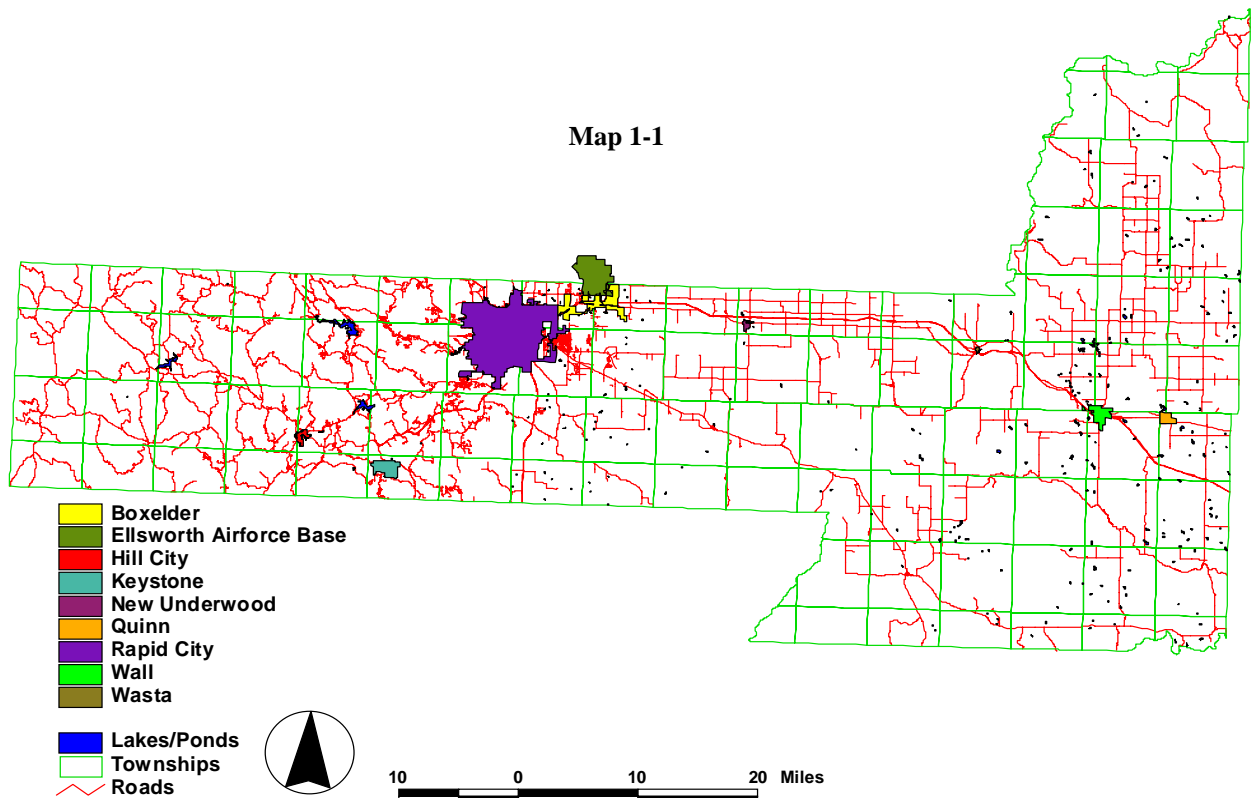 Map 1-1
Boxelder
Ellsworth Airforce Base
Hill City
Keystone
New Underwood
Quinn
Rapid City
Wall
Wasta
Lakes/Ponds
Townships
Roads
10 0 10 20 Miles